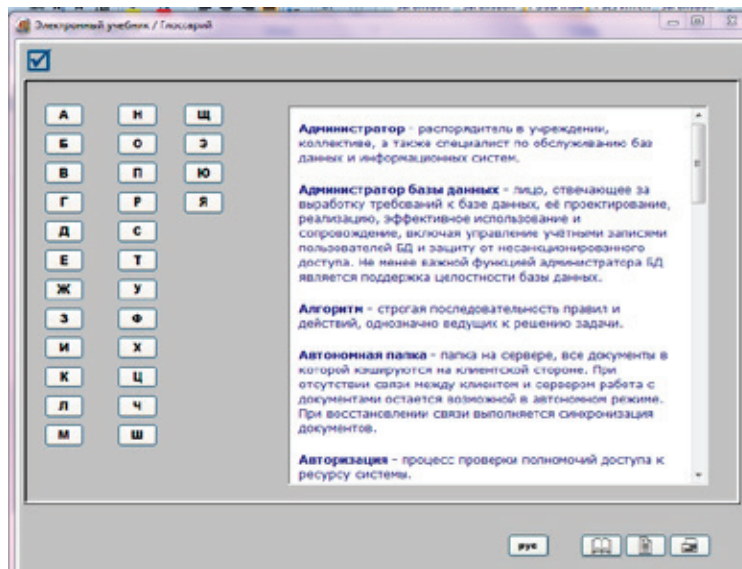 Электронный учебник / Глоссарий
А Н Щ
Б О Э
В П Ю
Г Р Я
Д С
Е Т
Ж У
З Ф
И Х
К Ц
Л Ч
М Ш
Администратор - распорядитель в учреждении,
коллективе, а также специалист по обслуживанию баз
данных и информационных систем.
Администратор базы данных – лицо, отвечающее за
выработку требований к базе данных, её проектирование,
реализацию, эффективное использование и
сопровождение, включая управление учётными записями
пользователей БД и защиту от несанкционированного
доступа. Не менее важной функцией администратора БД
является поддержка целостности базы данных.
Алгоритм – строгая последовательность правил и
действий, однозначно ведущих к решению задачи.
Автономная папка – папка на сервере, все документы в
которой кэшируются на клиентской стороне. При
отсутствии связи между клиентом и сервером работа с
документами остается возможной в автономном режиме.
При восстановлении связи выполняется синхронизация
документов.
Авторизация – процесс проверки полномочий доступа к
ресурсу системы.
рус